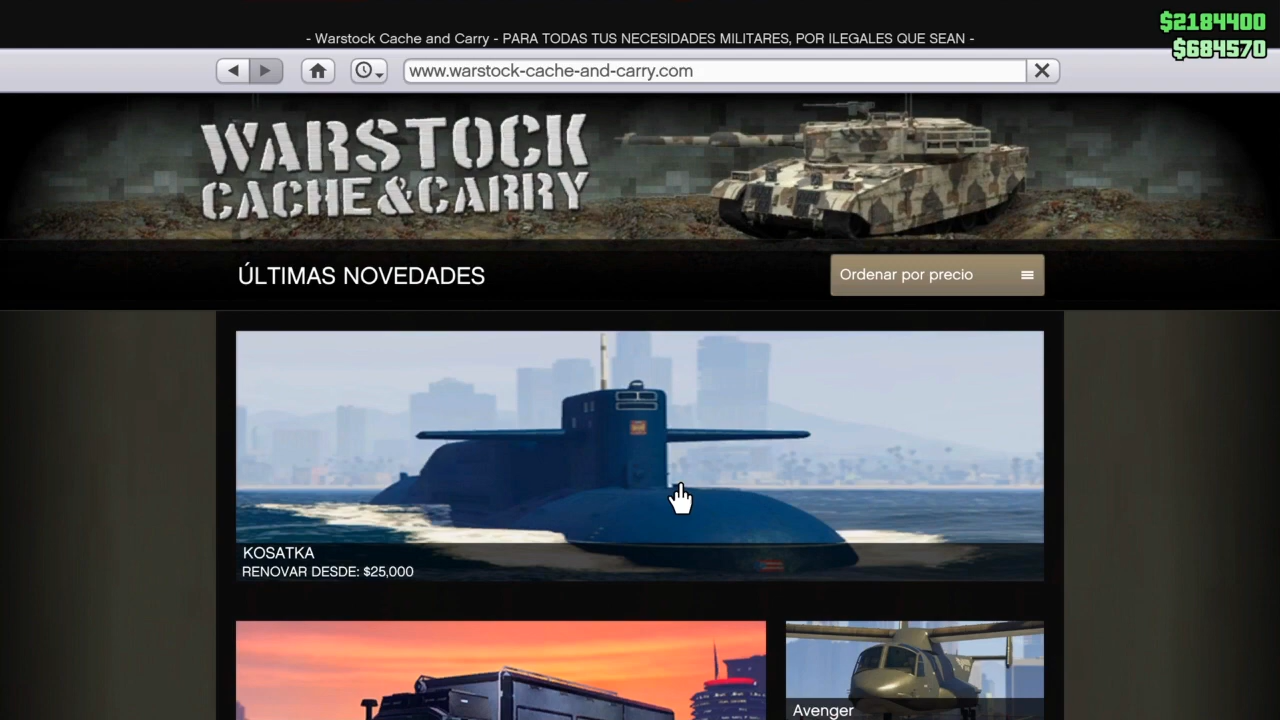 $2184400
- Warstock Cache and Carry - PARA TODAS TUS NECESIDADES MILITARES, POR ILEGALES QUE SEAN -
$684570
www.warstock-cache-and-carry.com
WARSTOCK
CACHE&CARRY
ÚLTIMAS NOVEDADES
Ordenar por precio
KOSATKA
RENOVAR DESDE: $25,000
Avenger